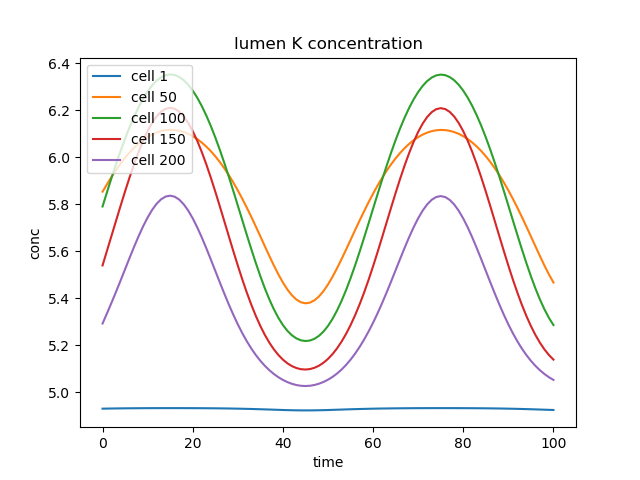 lumen K concentration
6.4
6.2
6.0
5.8
5.6
5.4
5.2
5.0
conc
cell 1
cell 50
cell 100
cell 150
cell 200
0
20
40
60
80
100
time